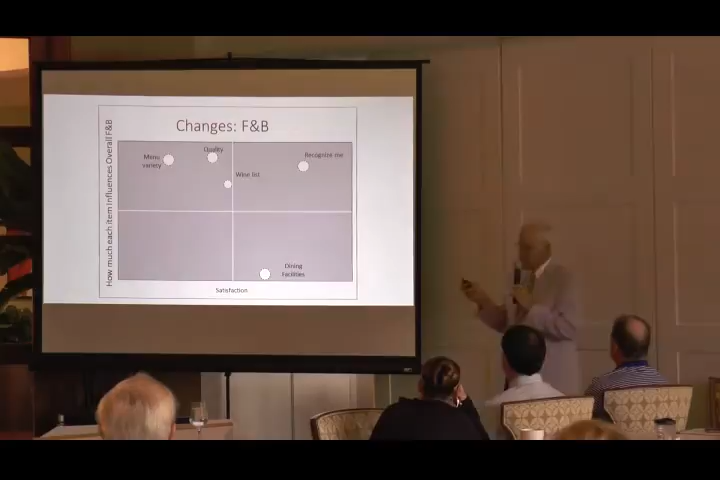 Changes: F&B
How much each item Influences Overall F&B
Menu
variety
Quality
Recognize me
Wine list
Dining
Facilities
Satisfaction